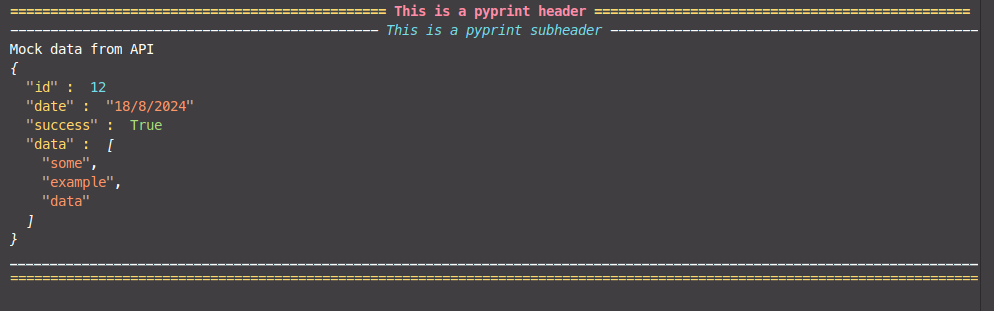 =============================================== This is a pyprint header ===============================================
---------------------------------------------- This is a pyprint subheader ----------------------------------------------
Mock data from API
{
  "id" :  12
  "date" :  "18/8/2024"
  "success" :  True
  "data" :  [
    "some",
    "example",
    "data"
  ]
}
-------------------------------------------------------------------------------------------------------------------------
=========================================================================================================================